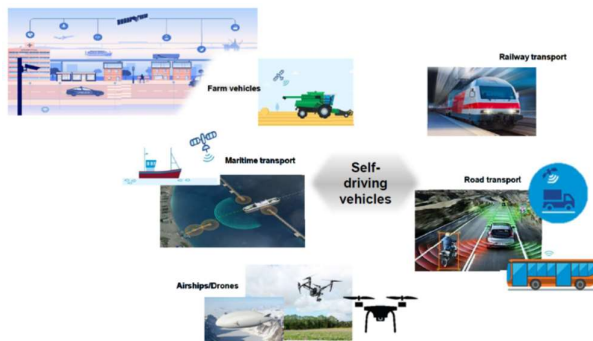 Railway transport
Farm vehicles
Maritime transport
Self-
driving
vehicles
Road transport
Airships/Drones